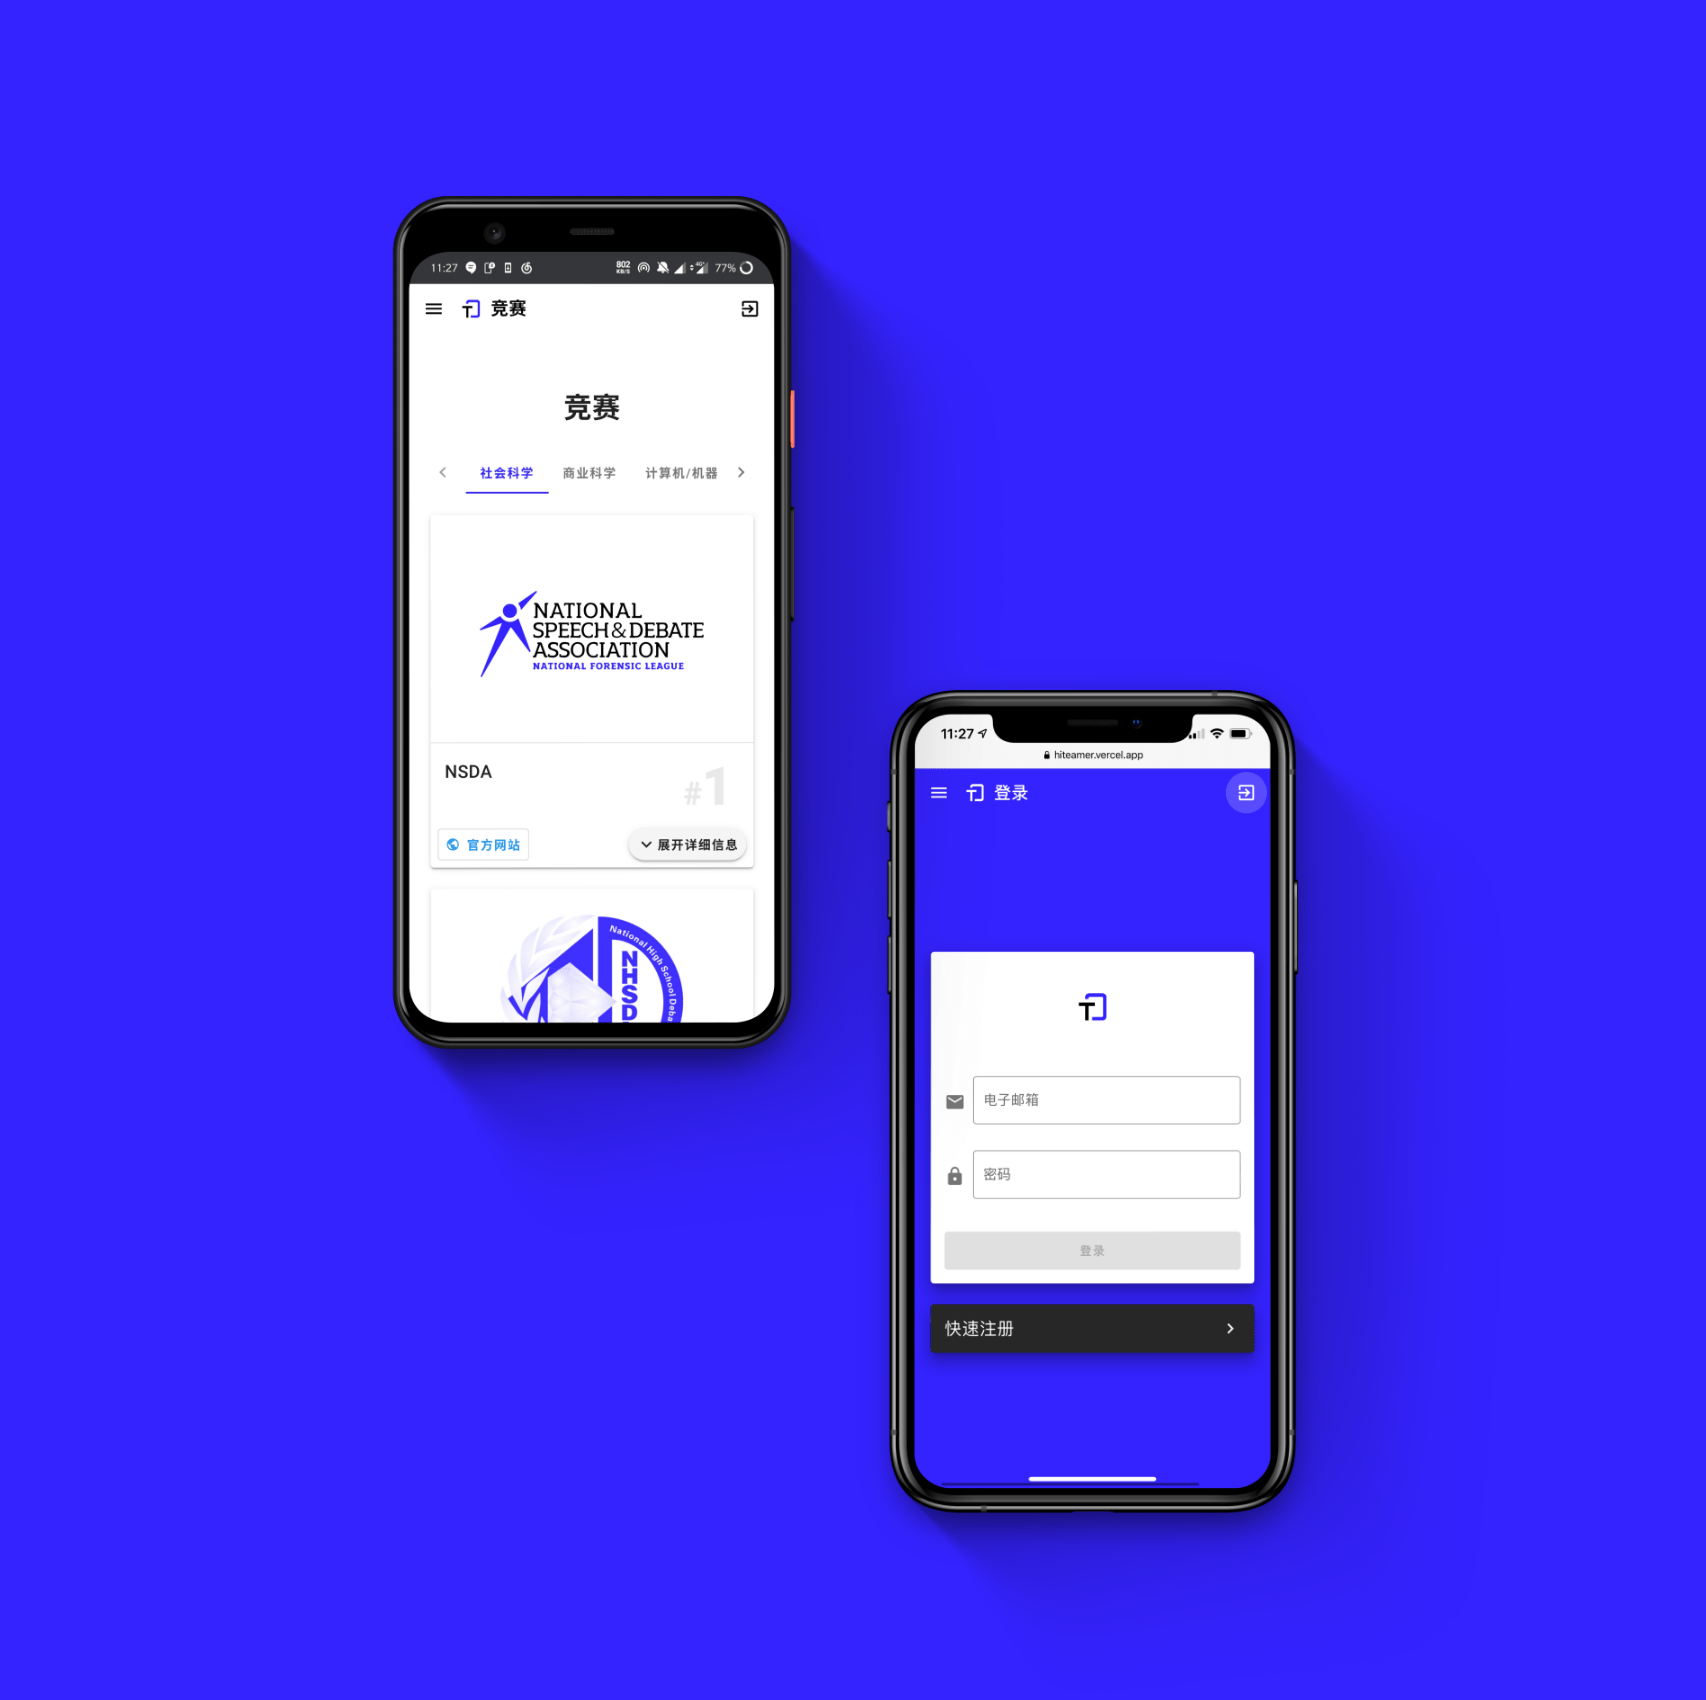 11:27
802
KB/S
4G+
77%
竞赛
竞赛
社会科学 商业科学 计算机/机器
NATIONAL
SPEECH & DEBATE
ASSOCIATION
NATIONAL FORENSIC LEAGUE
NSDA
#1
官方网站
展开详细信息
National High School Deba
NHSD
11:27
hiteamer.vercel.app
登录
电子邮箱
密码
登录
快速注册